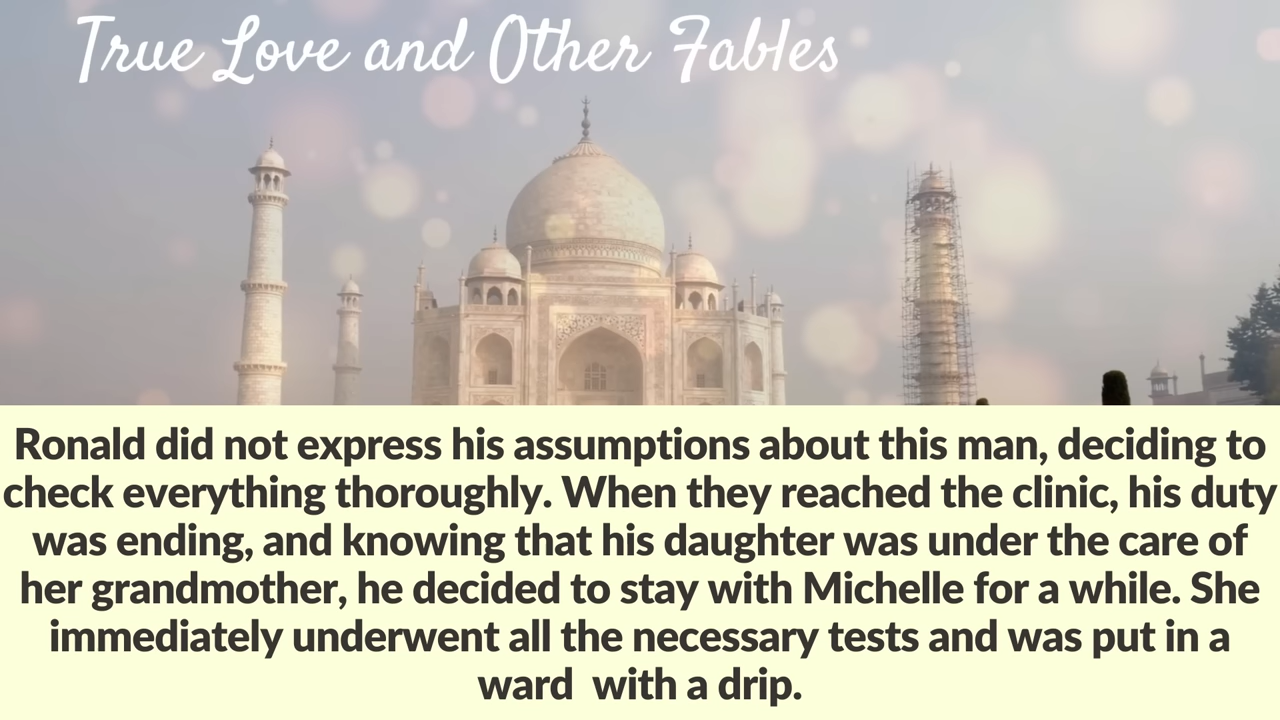 True Love and Other Fables
Ronald did not express his assumptions about this man, deciding to
check everything thoroughly. When they reached the clinic, his duty
was ending, and knowing that his daughter was under the care of
her grandmother, he decided to stay with Michelle for a while. She
immediately underwent all the necessary tests and was put in a
ward  with a drip.